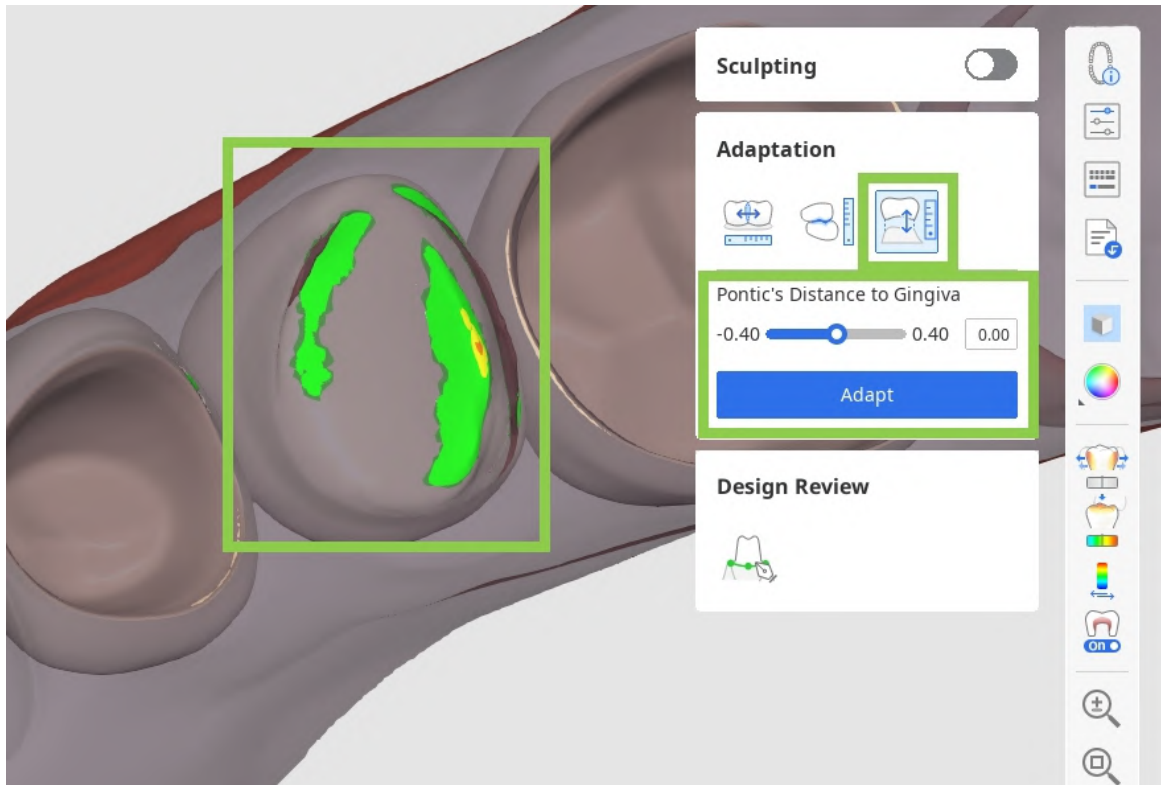 Sculpting
Adaptation
Pontic's Distance to Gingiva
-0.40 0.40 0.00
Adapt
Design Review
On